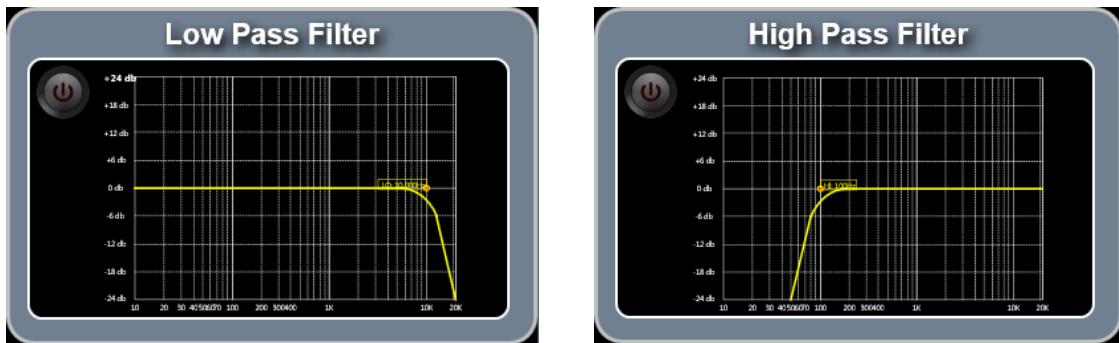 Low Pass Filter
+24 db
+18 db
+12 db
+6 db
0 db
-6 db
-12 db
-18 db
-24 db
10 20 30 40 50 60 70 100 200 300 400 1K 10K 20K
High Pass Filter
+24 db
+18 db
+12 db
+6 db
0 db
HI: 100Hz
-6 db
-12 db
-18 db
-24 db
10 20 30 40 50 60 70 100 200 300 400 1K 10K 20K